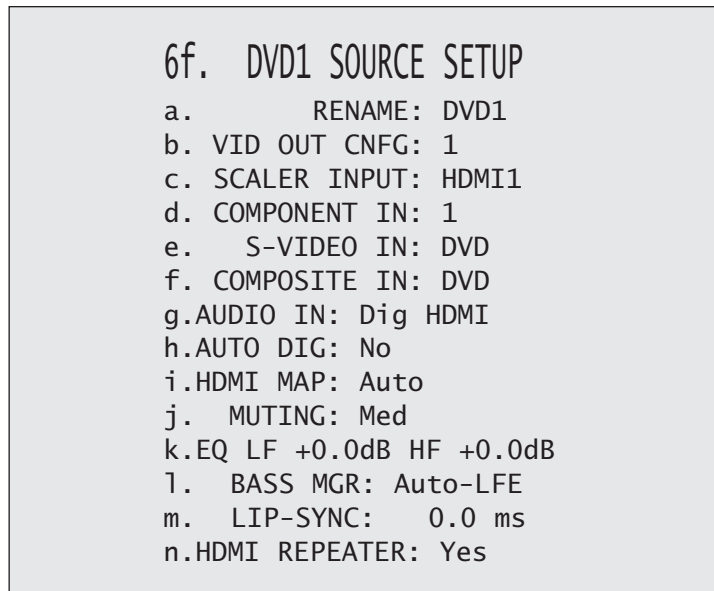 6f. DVD1 SOURCE SETUP
a. RENAME: DVD1
b. VID OUT CNFG: 1
c. SCALER INPUT: HDMI1
d. COMPONENT IN: 1
e. S-VIDEO IN: DVD
f. COMPOSITE IN: DVD
g.AUDIO IN: Dig HDMI
h.AUTO DIG: No
i.HDMI MAP: Auto
j. MUTING: Med
k.EQ LF +0.0dB HF +0.0dB
l. BASS MGR: Auto-LFE
m. LIP-SYNC: 0.0 ms
n.HDMI REPEATER: Yes